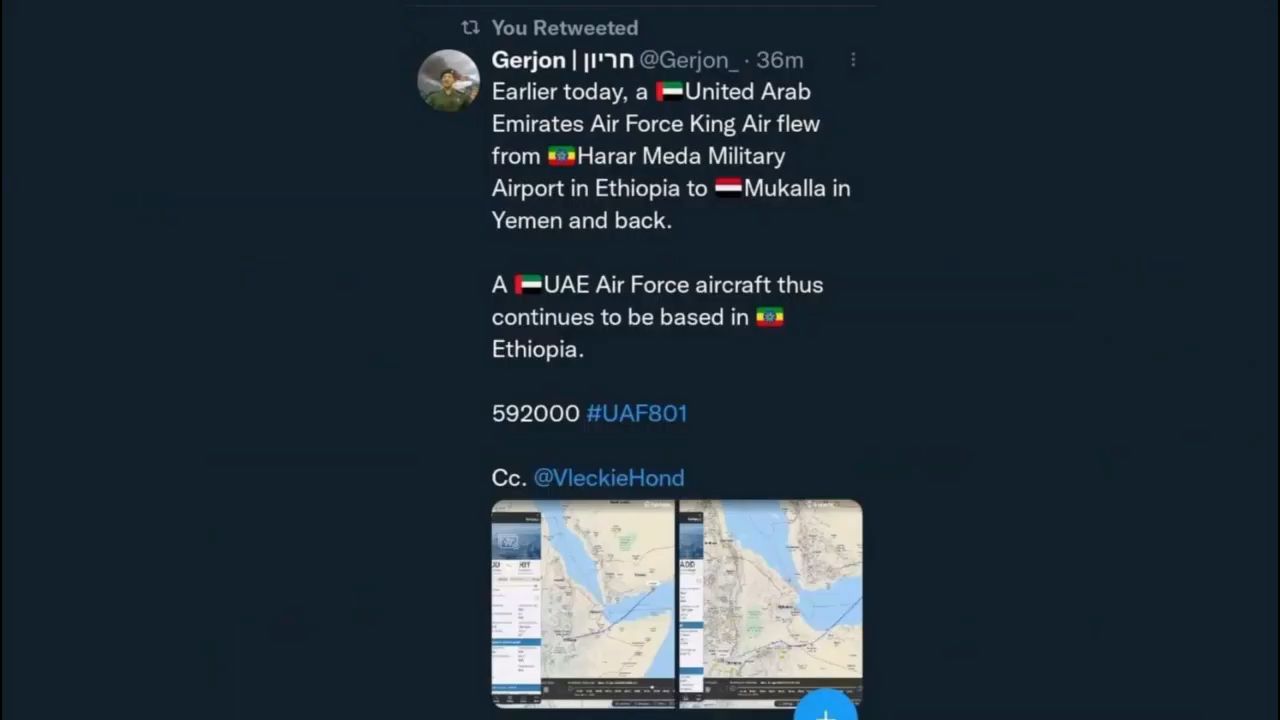 You Retweeted
Gerjon | חריון @Gerjon_ · 36m
Earlier today, a 🇦🇪United Arab
Emirates Air Force King Air flew
from 🇪🇹Harar Meda Military
Airport in Ethiopia to 🇾🇪Mukalla in
Yemen and back.
A 🇦🇪UAE Air Force aircraft thus
continues to be based in 🇪🇹
Ethiopia.
592000 #UAF801
Cc. @VleckieHond
ADD